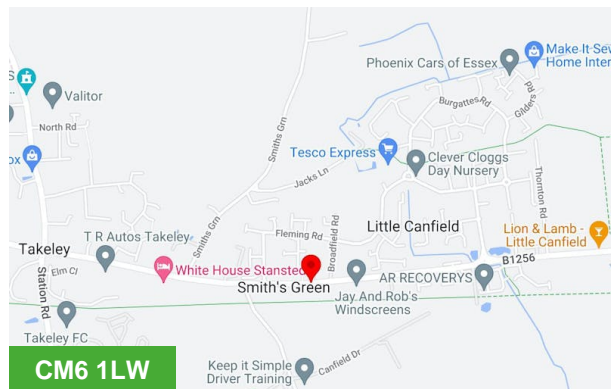 Make It Sew
Home Inter
Phoenix Cars of Essex
S
Valitor
Burgattes Rd
Gilders Rd
North Rd
Smiths Grn
Tesco Express
ox
Clever Cloggs
Day Nursery
Jacks Ln
Thornton Rd
Fleming Rd
Broadfield Rd
Little Canfield
Lion & Lamb -
Little Canfield
Smiths Grn
T R Autos Takeley
Takeley
Elm Cl
White House Stansted
B1256
AR RECOVERYS
Smith's Green
Jay And Rob's
Windscreens
Station Rd
Takeley FC
Canfield Dr
Keep it Simple
Driver Training
CM6 1LW